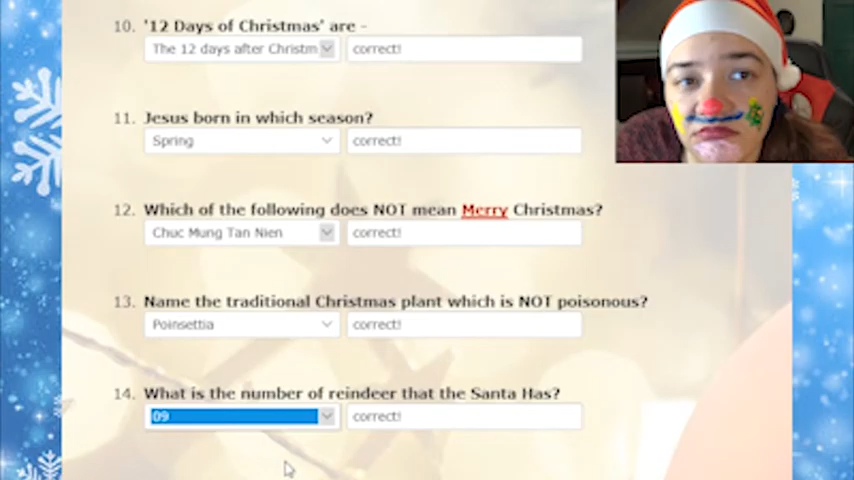 10. '12 Days of Christmas' are -
The 12 days after Christm correct!
11. Jesus born in which season?
Spring correct!
12. Which of the following does NOT mean Merry Christmas?
Chuc Mung Tan Nien correct!
13. Name the traditional Christmas plant which is NOT poisonous?
Poinsettia correct!
14. What is the number of reindeer that the Santa Has?
09 correct!